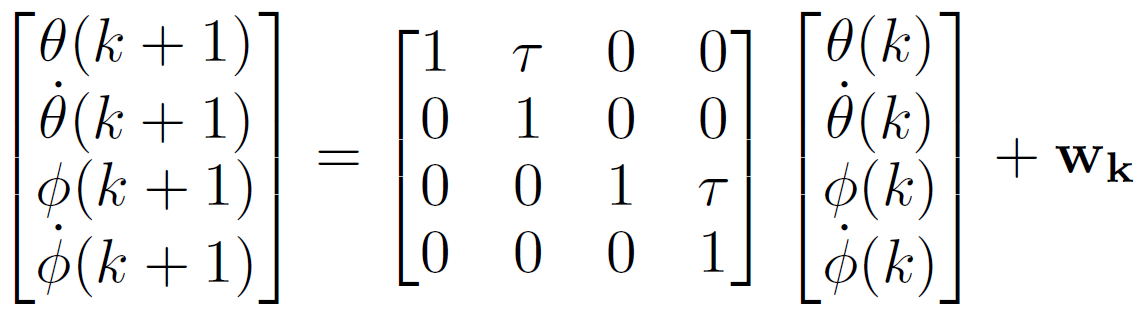 θ(k + 1) 1 τ 0 0 θ(k)
θ̇(k + 1) 0 1 0 0 θ̇(k)
= + w_k
ϕ(k + 1) 0 0 1 τ ϕ(k)
ϕ̇(k + 1) 0 0 0 1 ϕ̇(k)